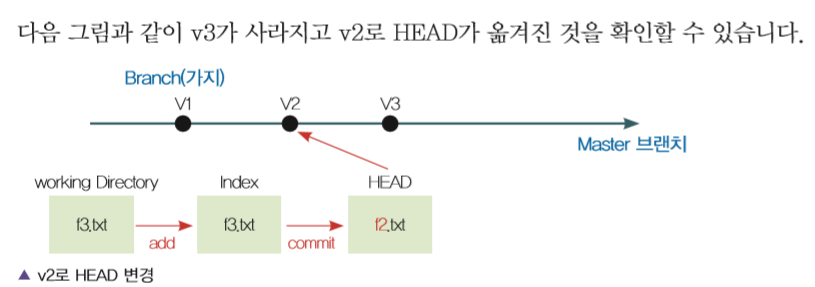 다음 그림과 같이 v3가 사라지고 v2로 HEAD가 옮겨진 것을 확인할 수 있습니다.
Branch(가지)
V1 V2 V3
Master 브랜치
working Directory Index HEAD
f3.txt f3.txt f2.txt
add commit
▲ v2로 HEAD 변경